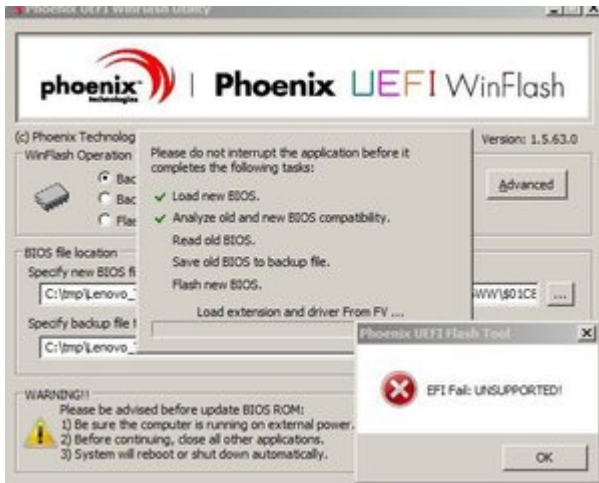 Phoenix UEFI WinFlash Utility
phoenix technologies | Phoenix UEFI WinFlash
(c) Phoenix Technolog
Version: 1.5.63.0
WinFlash Operation
Bac
Bac
Flas
Advanced
Please do not interrupt the application before it
completes the following tasks:
Load new BIOS.
Analyze old and new BIOS compatibility.
Read old BIOS.
Save old BIOS to backup file.
Flash new BIOS.
Load extension and driver From FV ...
BIOS file location
Specify new BIOS fi
C:\tmp\Lenovo_
WW\$01CE
...
Specify backup file
C:\tmp\Lenovo_
Phoenix UEFI Flash Tool
EFI Fail: UNSUPPORTED!
OK
WARNING!!
Please be advised before update BIOS ROM:
1) Be sure the computer is running on external power.
2) Before continuing, close all other applications.
3) System will reboot or shut down automatically.